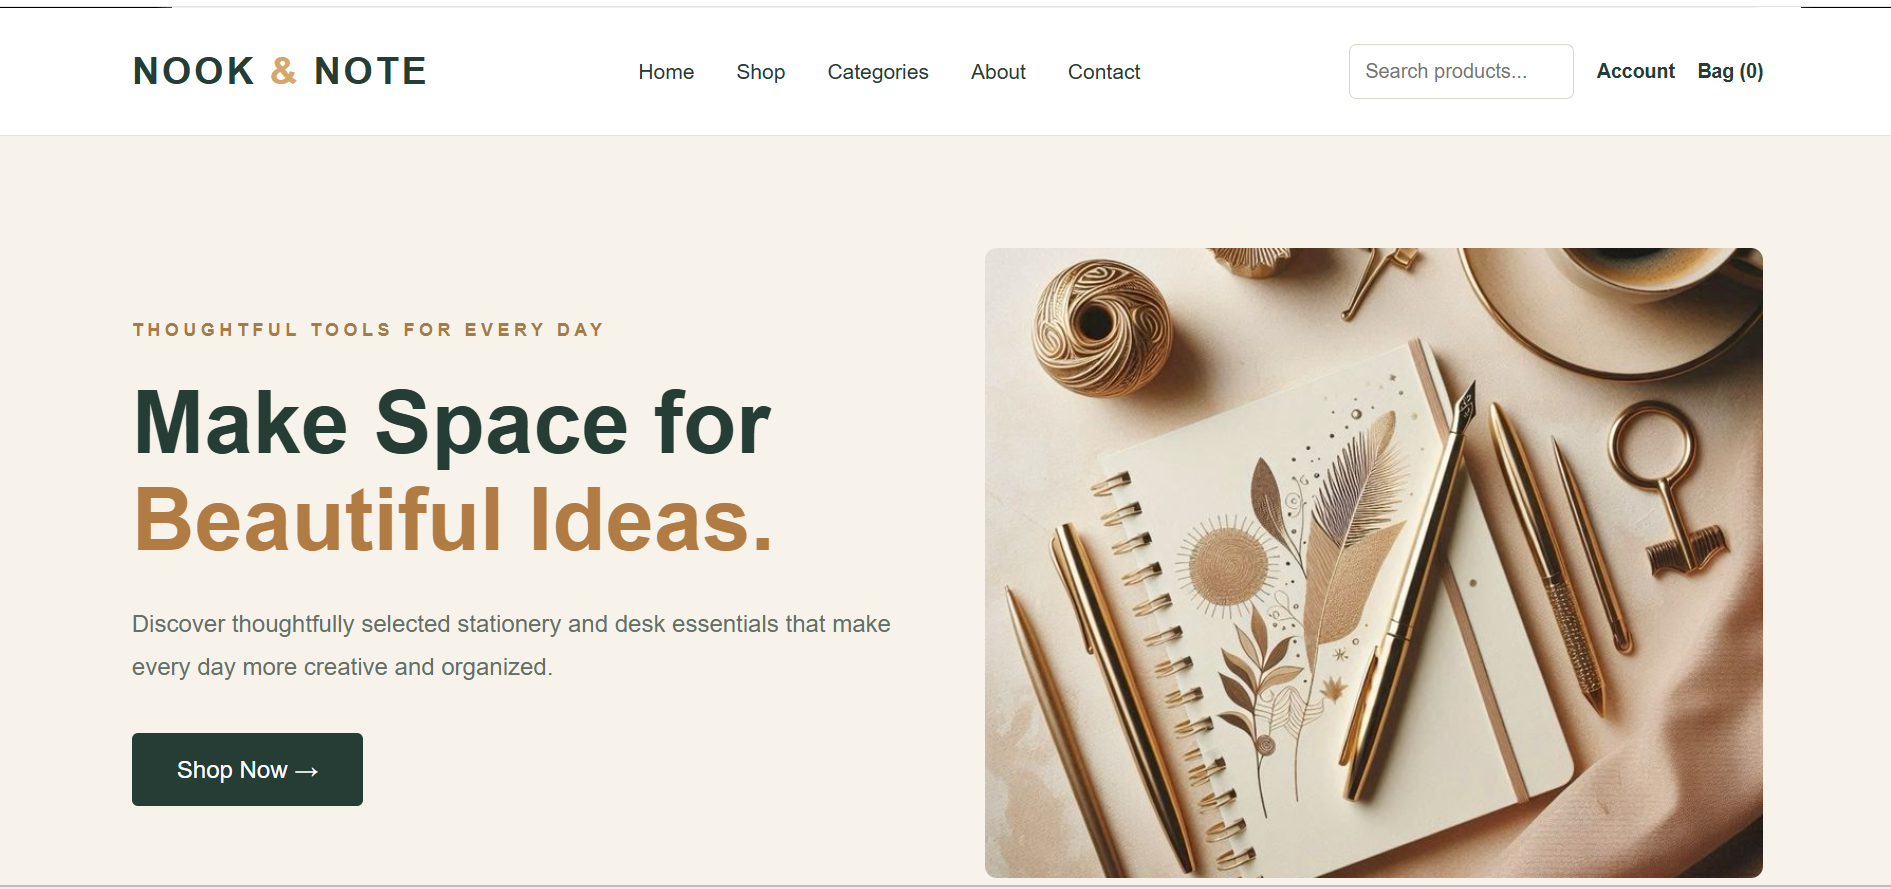 NOOK & NOTE
Home Shop Categories About Contact
Search products...
Account Bag (0)
THOUGHTFUL TOOLS FOR EVERY DAY
Make Space for
Beautiful Ideas.
Discover thoughtfully selected stationery and desk essentials that make
every day more creative and organized.
Shop Now →